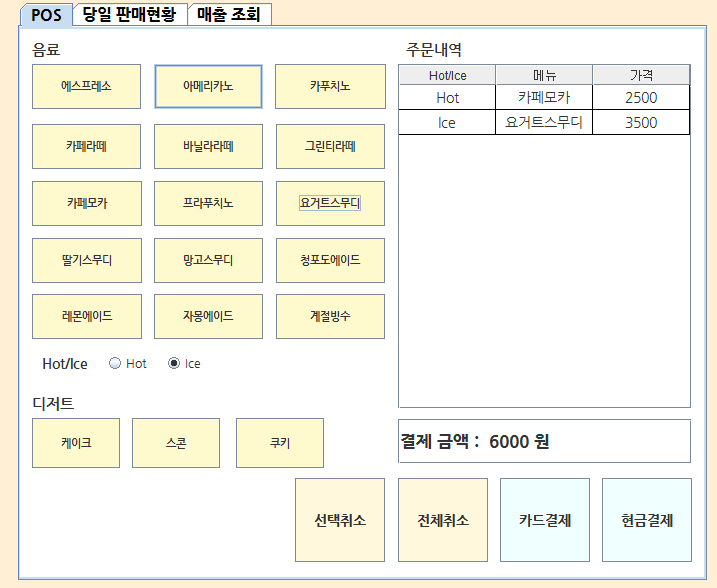 POS 당일 판매현황 매출 조회
음료
에스프레소 아메리카노 카푸치노
카페라떼 바닐라라떼 그린티라떼
카페모카 프라푸치노 요거트스무디
딸기스무디 망고스무디 청포도에이드
레몬에이드 자몽에이드 계절빙수
Hot/Ice Hot Ice
디저트
케이크 스콘 쿠키
주문내역
Hot/Ice 메뉴 가격
Hot 카페모카 2500
Ice 요거트스무디 3500
결제 금액 : 6000 원
선택취소 전체취소 카드결제 현금결제